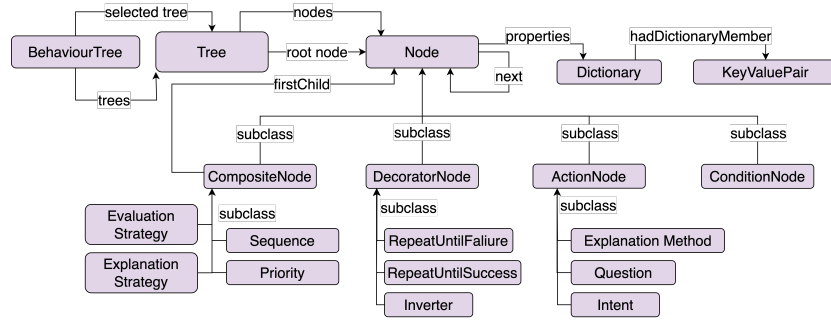 selected tree
nodes
properties
hadDictionaryMember
BehaviourTree
Tree
root node
Node
next
Dictionary
KeyValuePair
trees
firstChild
subclass
subclass
subclass
subclass
CompositeNode
DecoratorNode
ActionNode
ConditionNode
Evaluation
Strategy
subclass
subclass
subclass
Sequence
RepeatUntilFaliure
Explanation Method
Explanation
Strategy
Priority
RepeatUntilSuccess
Question
Inverter
Intent